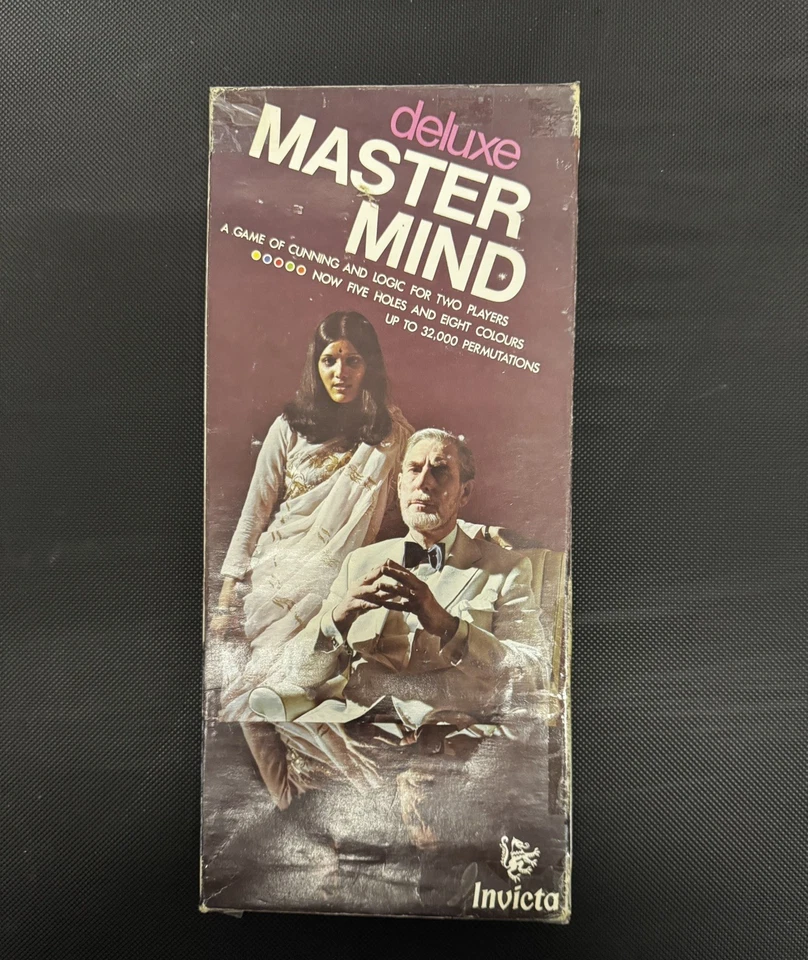 deluxe
MASTER
MIND
A GAME OF CUNNING AND LOGIC FOR TWO PLAYERS
NOW FIVE HOLES AND EIGHT COLOURS
UP TO 32,000 PERMUTATIONS
Invicta